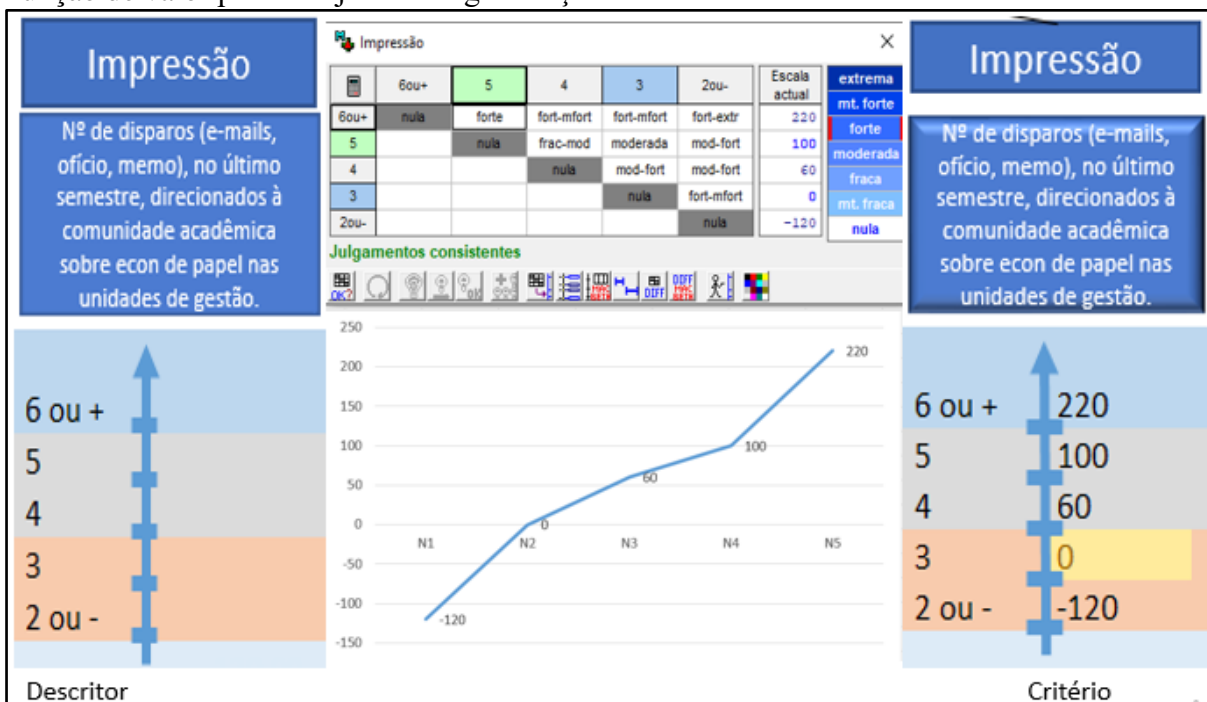 Impressão
Nº de disparos (e-mails,
ofício, memo), no último
semestre, direcionados à
comunidade acadêmica
sobre econ de papel nas
unidades de gestão.
6 ou +
5
4
3
2 ou -
Descritor
Impressão
6ou+ 5 4 3 2ou- Escala actual
6ou+ nula forte fort-mfort fort-mfort fort-extr 220
5 nula frac-mod moderada mod-fort 100
4 nula mod-fort mod-fort 60
3 nula fort-mfort 0
2ou- nula -120
extrema
mt. forte
forte
moderada
fraca
mt. fraca
nula
Julgamentos consistentes
OK? OK DIFF DIFF
250
200
150
100
50
0
-50
-100
-150
N1 N2 N3 N4 N5
-120
0
60
100
220
Impressão
Nº de disparos (e-mails,
ofício, memo), no último
semestre, direcionados à
comunidade acadêmica
sobre econ de papel nas
unidades de gestão.
6 ou + 220
5 100
4 60
3 0
2 ou - -120
Critério